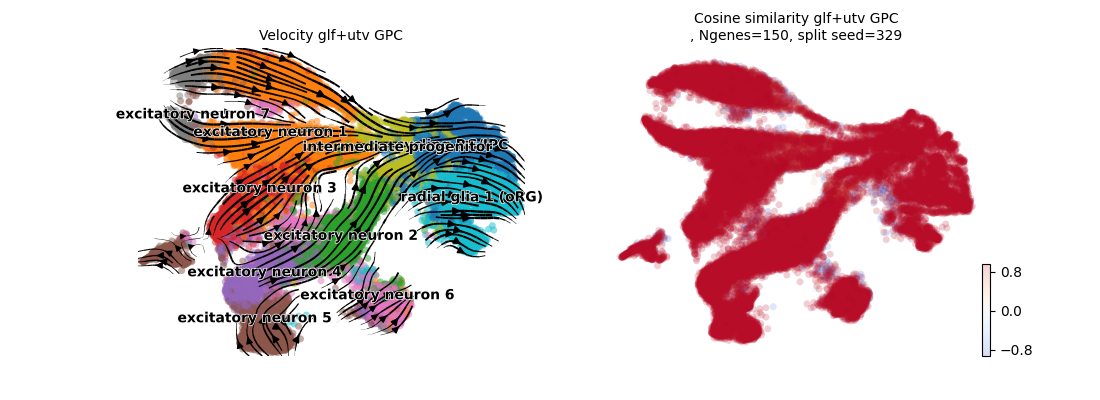 Velocity glf+utv GPC
excitatory neuron 7
excitatory neuron 1
intermediate progenitor
radial glia 1 (oRG)
excitatory neuron 3
excitatory neuron 2
excitatory neuron 4
excitatory neuron 6
excitatory neuron 5
Cosine similarity glf+utv GPC
, Ngenes=150, split seed=329
0.8
0.0
−0.8